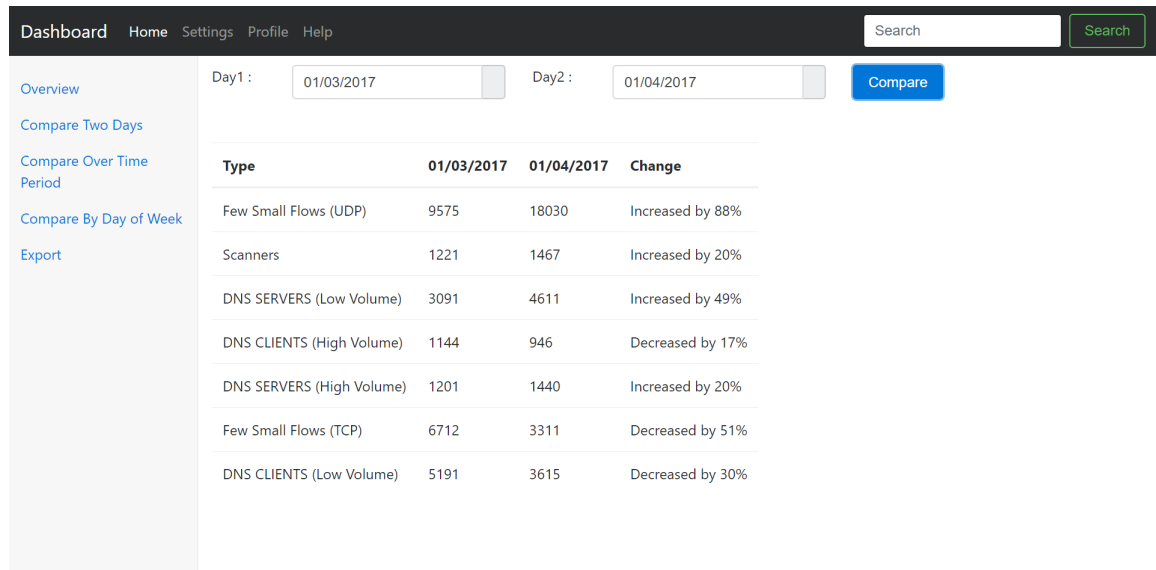 Dashboard Home Settings Profile Help Search Search
Overview
Compare Two Days
Compare Over Time
Period
Compare By Day of Week
Export
Day1 : 01/03/2017 Day2 : 01/04/2017 Compare
Type 01/03/2017 01/04/2017 Change
Few Small Flows (UDP) 9575 18030 Increased by 88%
Scanners 1221 1467 Increased by 20%
DNS SERVERS (Low Volume) 3091 4611 Increased by 49%
DNS CLIENTS (High Volume) 1144 946 Decreased by 17%
DNS SERVERS (High Volume) 1201 1440 Increased by 20%
Few Small Flows (TCP) 6712 3311 Decreased by 51%
DNS CLIENTS (Low Volume) 5191 3615 Decreased by 30%